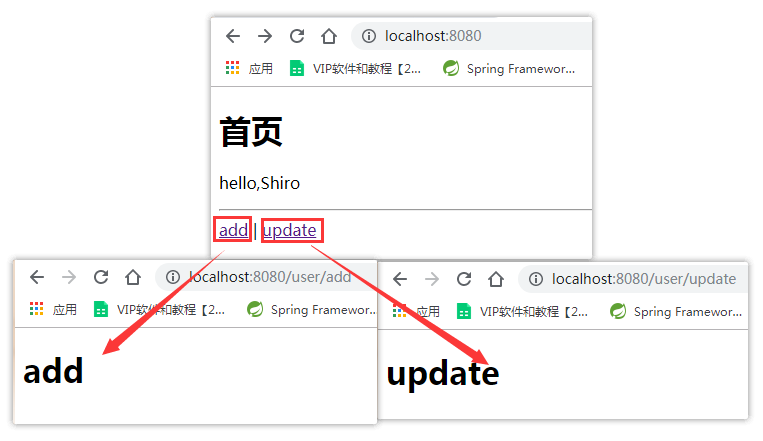 localhost:8080
应用 VIP软件和教程【2... Spring Framewor...
首页
hello,Shiro
add | update
localhost:8080/user/add
应用 VIP软件和教程【2... Spring Framewor...
add
localhost:8080/user/update
应用 VIP软件和教程【2... Spring Framewor...
update